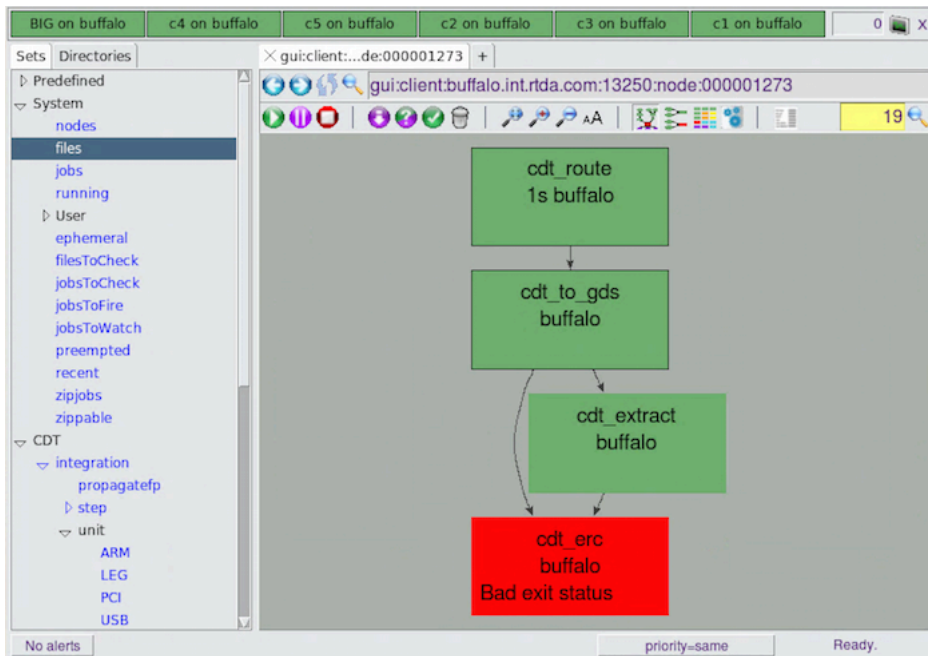 BIG on buffalo c4 on buffalo c5 on buffalo c2 on buffalo c3 on buffalo c1 on buffalo 0 X
Sets Directories
gui:client:...de:000001273 +
gui:client:buffalo.int.rtda.com:13250:node:000001273
AA 19
Predefined
System
nodes
files
jobs
running
User
ephemeral
filesToCheck
jobsToCheck
jobsToFire
jobsToWatch
preempted
recent
zipjobs
zippable
CDT
integration
propagatefp
step
unit
ARM
LEG
PCI
USB
cdt_route
1s buffalo
cdt_to_gds
buffalo
cdt_extract
buffalo
cdt_erc
buffalo
Bad exit status
No alerts priority=same Ready.